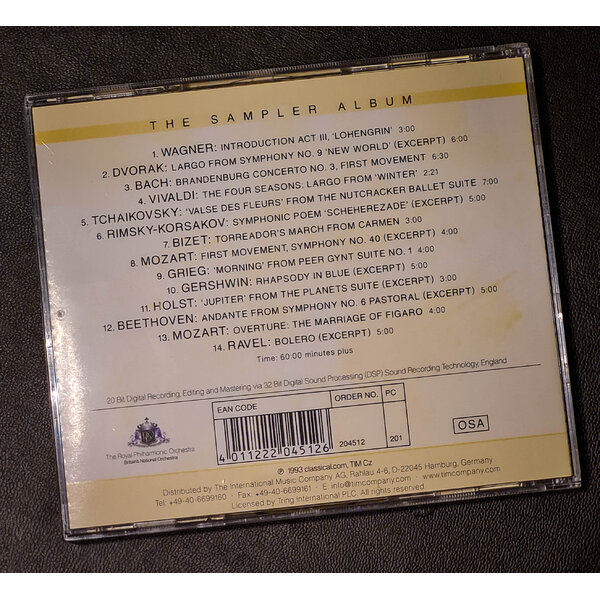 THE SAMPLER ALBUM
1. WAGNER: INTRODUCTION ACT III, 'LOHENGRIN' 3:00
2. DVORAK: LARGO FROM SYMPHONY NO. 9 'NEW WORLD' (EXCERPT) 6:00
3. BACH: BRANDENBURG CONCERTO NO. 3, FIRST MOVEMENT 6:30
4. VIVALDI: THE FOUR SEASONS: LARGO FROM 'WINTER' 2:21
5. TCHAIKOVSKY: 'VALSE DES FLEURS' FROM THE NUTCRACKER BALLET SUITE 7:00
6. RIMSKY-KORSAKOV: SYMPHONIC POEM 'SCHEHEREZADE' (EXCERPT) 5:00
7. BIZET: TORREADOR'S MARCH FROM CARMEN 3:00
8. MOZART: FIRST MOVEMENT, SYMPHONY NO. 40 (EXCERPT) 4:00
9. GRIEG: 'MORNING' FROM PEER GYNT SUITE NO. 1 4:00
10. GERSHWIN: RHAPSODY IN BLUE (EXCERPT) 5:00
11. HOLST: 'JUPITER' FROM THE PLANETS SUITE (EXCERPT) 3:00
12. BEETHOVEN: ANDANTE FROM SYMPHONY NO. 6 PASTORAL (EXCERPT) 5:00
13. MOZART: OVERTURE: THE MARRIAGE OF FIGARO 4:00
14. RAVEL: BOLERO (EXCERPT) 5:00
Time: 60:00 minutes plus
20 Bit Digital Recording, Editing and Mastering via 32 Bit Digital Sound Processing (DSP) Sound Recording Technology, England
The Royal Philharmonic Orchestra
Britain's National Orchestra
EAN CODE
4 011222 045126
ORDER NO.
204512
PC
201
OSA
℗ 1993 classical.com, TIM Cz
Distributed by The International Music Company AG, Rahlau 4-6, D-22045 Hamburg, Germany
Tel: +49-40-6699160 - Fax: +49-40-6699161 - E: info@timcompany.com - www.timcompany.com
Licensed by Tring International PLC. All rights reserved